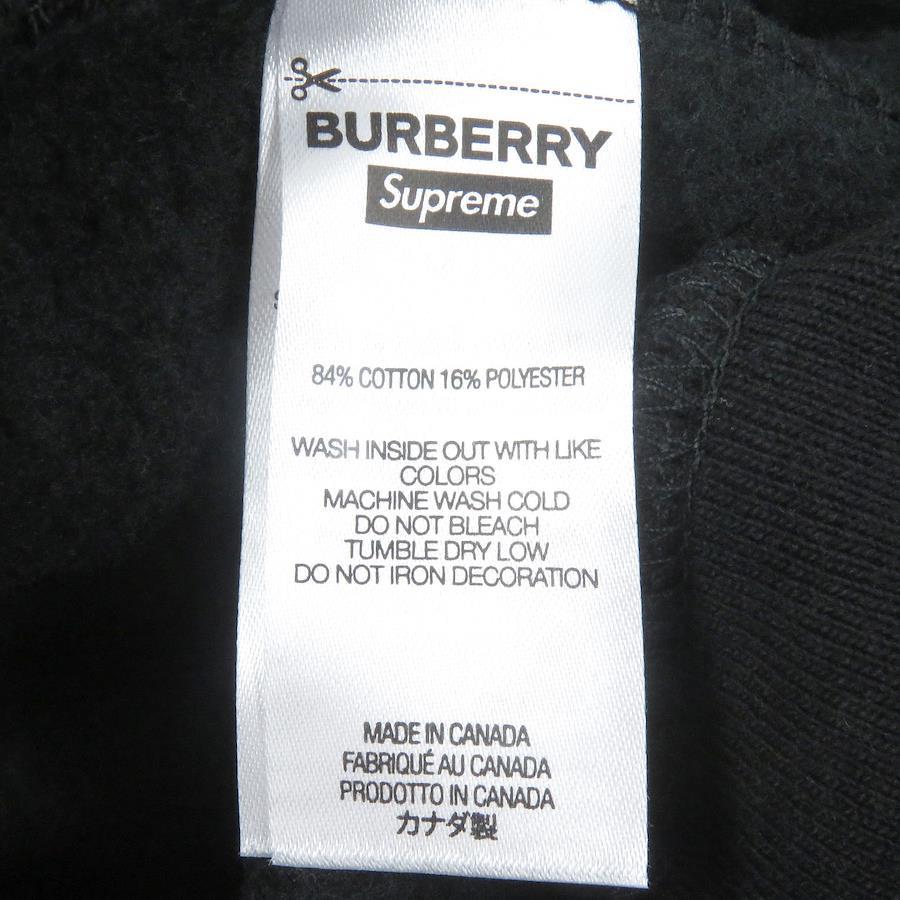 BURBERRY
Supreme
84% COTTON 16% POLYESTER
WASH INSIDE OUT WITH LIKE
COLORS
MACHINE WASH COLD
DO NOT BLEACH
TUMBLE DRY LOW
DO NOT IRON DECORATION
MADE IN CANADA
FABRIQUÉ AU CANADA
PRODOTTO IN CANADA
カナダ製